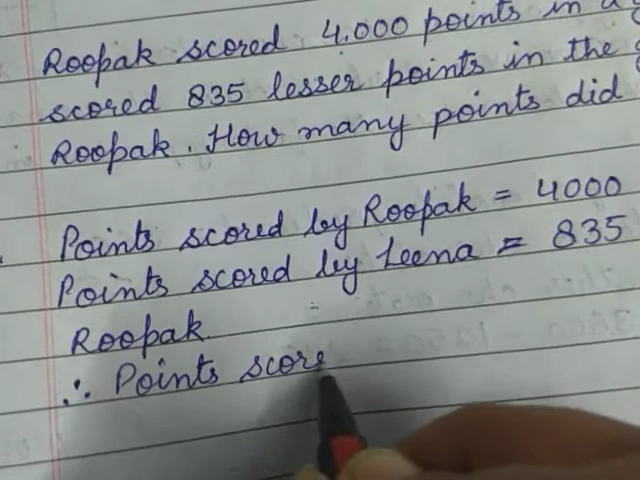 Roopak scored 4,000 points in a
scored 835 lesser points in the
Roopak. How many points did
Points scored by Roopak = 4000
Points scored by Leena = 835
Roopak
∴ Points score